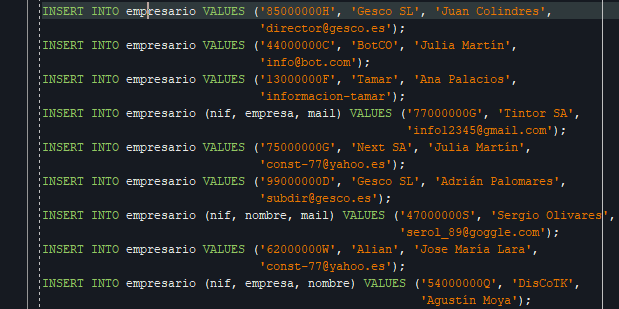 INSERT INTO empresario VALUES ('85000000H', 'Gesco SL', 'Juan Colindres',
'director@gesco.es');
INSERT INTO empresario VALUES ('44000000C', 'BotCO', 'Julia Martín',
'info@bot.com');
INSERT INTO empresario VALUES ('13000000F', 'Tamar', 'Ana Palacios',
'informacion-tamar');
INSERT INTO empresario (nif, empresa, mail) VALUES ('77000000G', 'Tintor SA',
'info12345@gmail.com');
INSERT INTO empresario VALUES ('75000000G', 'Next SA', 'Julia Martín',
'const-77@yahoo.es');
INSERT INTO empresario VALUES ('99000000D', 'Gesco SL', 'Adrián Palomares',
'subdir@gesco.es');
INSERT INTO empresario (nif, nombre, mail) VALUES ('47000000S', 'Sergio Olivares',
'serol_89@goggle.com');
INSERT INTO empresario VALUES ('62000000W', 'Alian', 'Jose María Lara',
'const-77@yahoo.es');
INSERT INTO empresario (nif, empresa, nombre) VALUES ('54000000Q', 'DisCoTK',
'Agustín Moya');